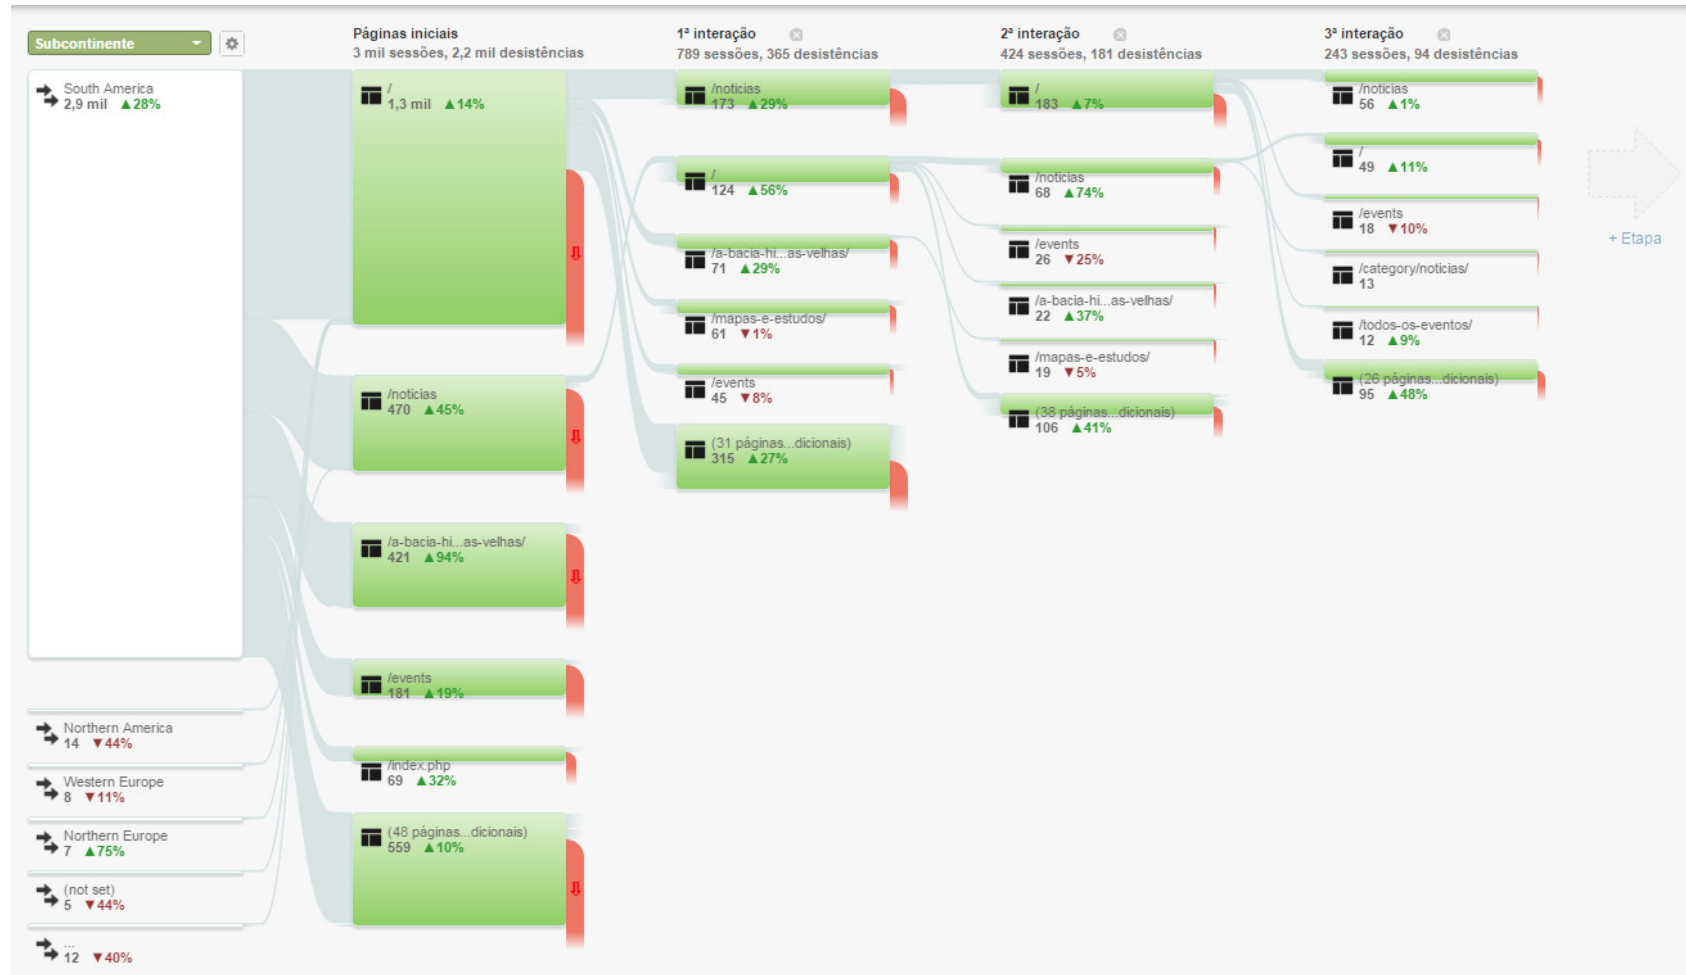 Subcontinente
South America
2,9 mil ▲28%
Northern America
14 ▼44%
Western Europe
8 ▼11%
Northern Europe
7 ▲75%
(not set)
5 ▼44%
...
12 ▼40%
Páginas iniciais
3 mil sessões, 2,2 mil desistências
/
1,3 mil ▲14%
/noticias
470 ▲45%
/a-bacia-hi...as-velhas/
421 ▲94%
/events
181 ▲19%
/index.php
69 ▲32%
(48 páginas...dicionais)
559 ▲10%
1ª interação
789 sessões, 365 desistências
/noticias
173 ▲29%
/
124 ▲56%
/a-bacia-hi...as-velhas/
71 ▲29%
/mapas-e-estudos/
61 ▼1%
/events
45 ▼8%
(31 páginas...dicionais)
315 ▲27%
2ª interação
424 sessões, 181 desistências
/
183 ▲7%
/noticias
68 ▲74%
/events
26 ▼25%
/a-bacia-hi...as-velhas/
22 ▲37%
/mapas-e-estudos/
19 ▼5%
(38 páginas...dicionais)
106 ▲41%
3ª interação
243 sessões, 94 desistências
/noticias
56 ▲1%
/
49 ▲11%
/events
18 ▼10%
/category/noticias/
13
/todos-os-eventos/
12 ▲9%
(26 páginas...dicionais)
95 ▲48%
+ Etapa